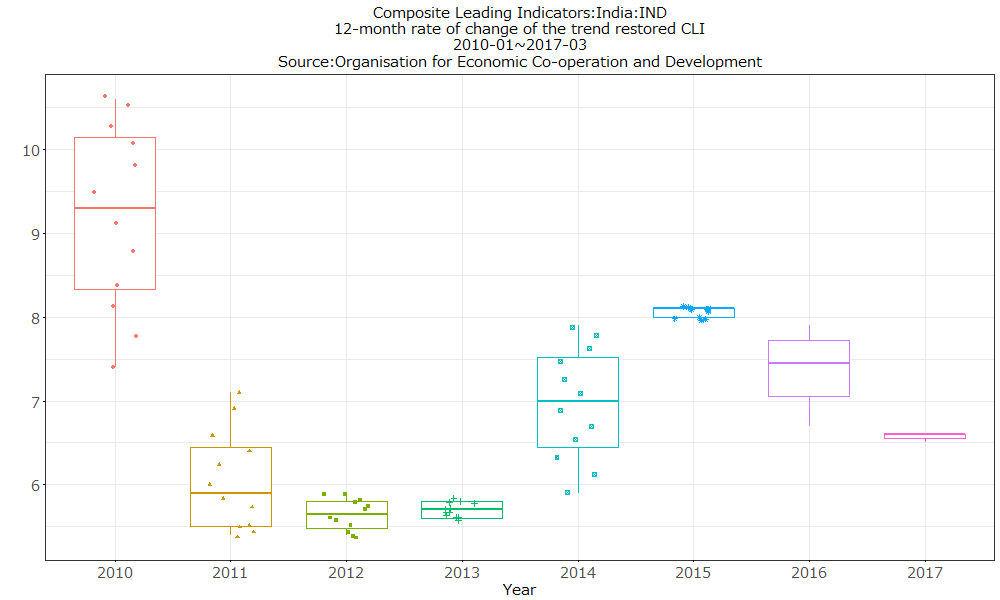 Composite Leading Indicators:India:IND
12-month rate of change of the trend restored CLI
2010-01~2017-03
Source:Organisation for Economic Co-operation and Development
10
9
8
7
6
2010 2011 2012 2013 2014 2015 2016 2017
Year